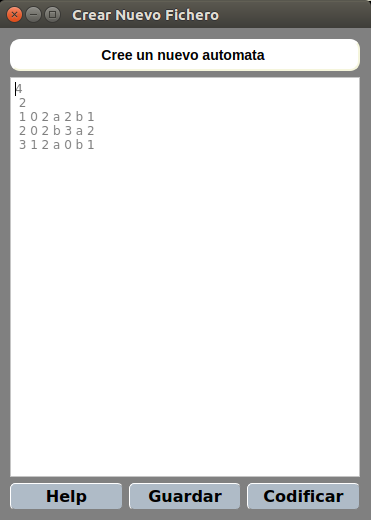 Crear Nuevo Fichero
Cree un nuevo automata
4
2
1 0 2 a 2 b 1
2 0 2 b 3 a 2
3 1 2 a 0 b 1
Help Guardar Codificar